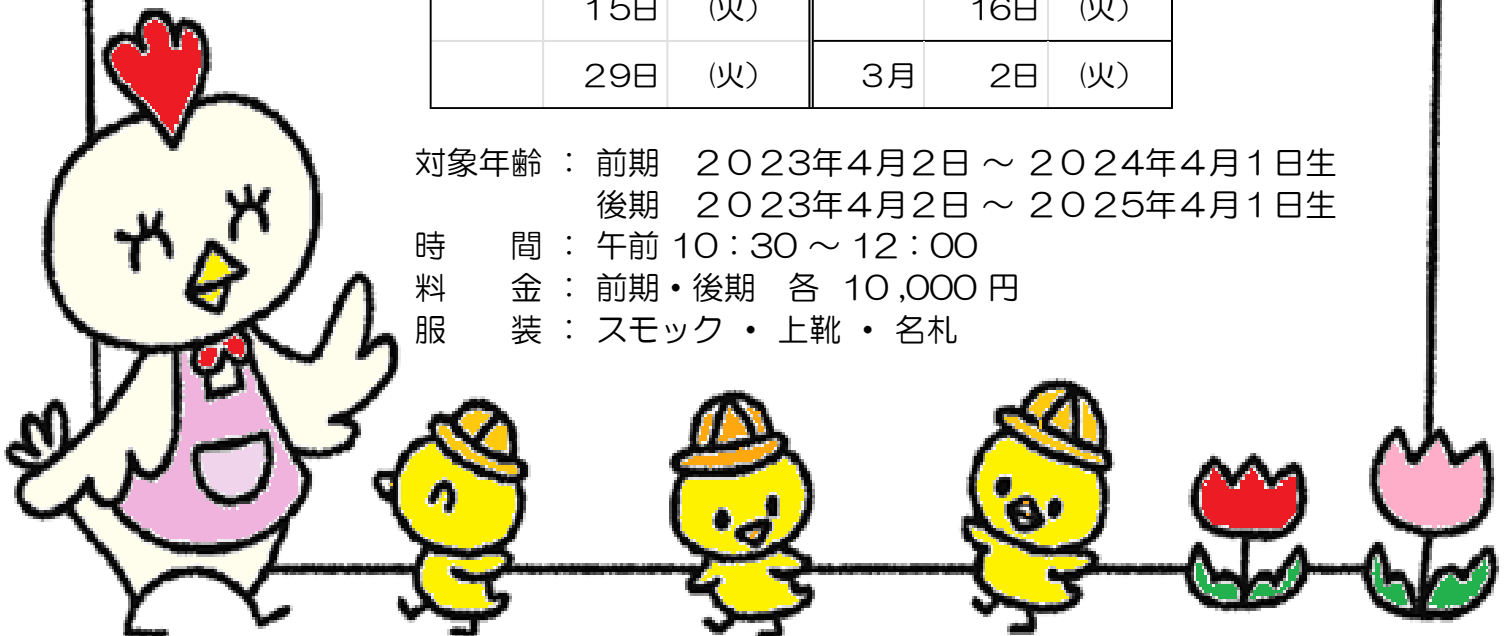 15日 (火) 16日 (火)
29日 (火) 3月 2日 (火)
対象年齢 : 前期 2023年4月2日 ~ 2024年4月1日生
後期 2023年4月2日 ~ 2025年4月1日生
時 間 : 午前 10:30 ~ 12:00
料 金 : 前期・後期 各 10,000 円
服 装 : スモック ・ 上靴 ・ 名札